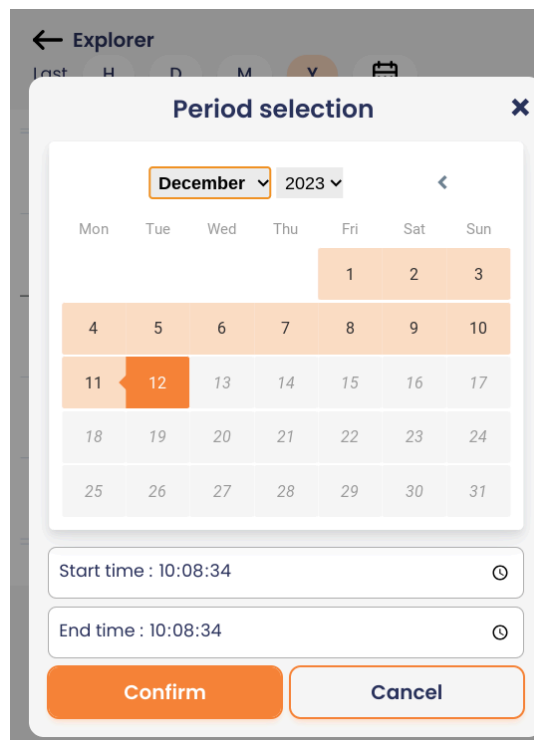 Explorer
Last H D M Y
Period selection
December 2023
Mon Tue Wed Thu Fri Sat Sun
1 2 3
4 5 6 7 8 9 10
11 12 13 14 15 16 17
18 19 20 21 22 23 24
25 26 27 28 29 30 31
Start time : 10:08:34
End time : 10:08:34
Confirm Cancel